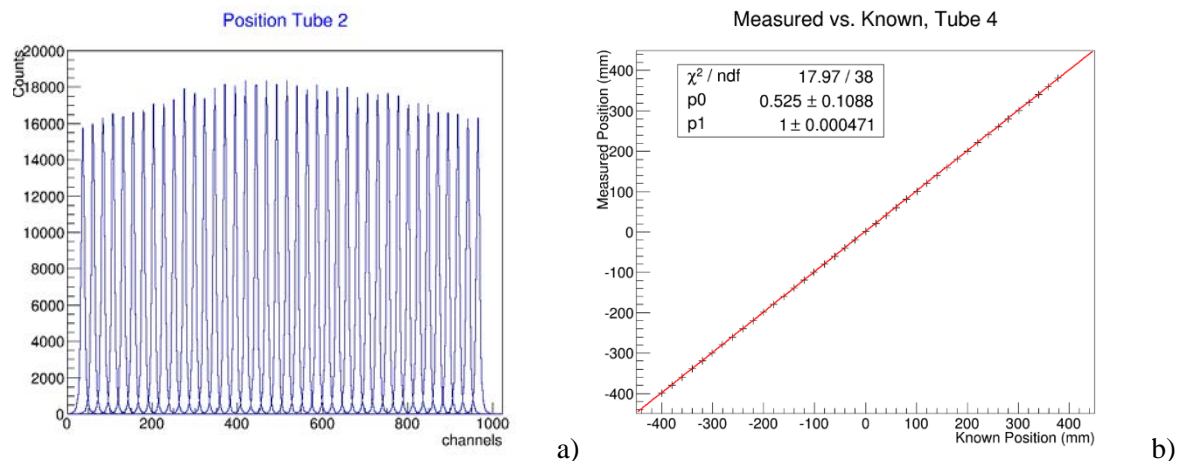 Position Tube 2
Counts
20000
18000
16000
14000
12000
10000
8000
6000
4000
2000
0
0 200 400 600 800 1000
channels
a)
Measured vs. Known, Tube 4
Measured Position (mm)
χ² / ndf 17.97 / 38
p0 0.525 ± 0.1088
p1 1 ± 0.000471
400
300
200
100
0
-100
-200
-300
-400
-400 -300 -200 -100 0 100 200 300 400
Known Position (mm)
b)